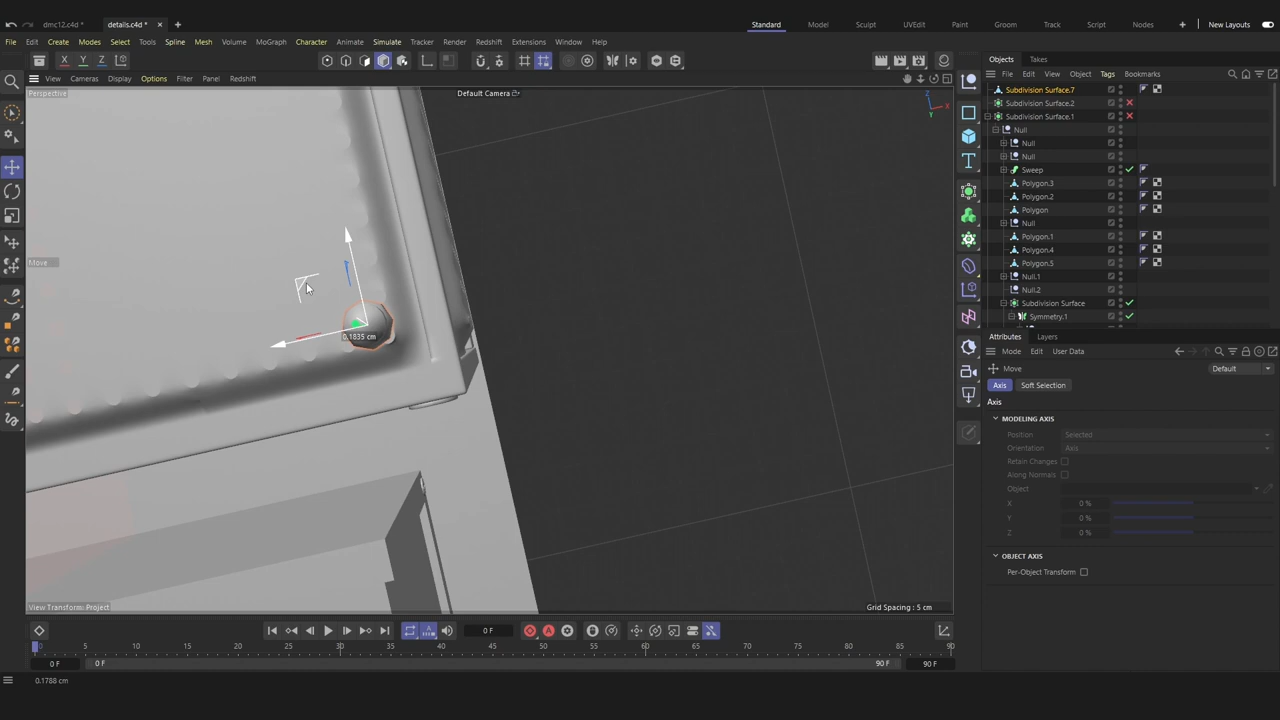 dmc12.c4d *
details.c4d *
Standard
Model
Sculpt
UVEdit
Paint
Groom
Track
Script
Nodes
New Layouts
File
Edit
Create
Modes
Select
Tools
Spline
Mesh
Volume
MoGraph
Character
Animate
Simulate
Tracker
Render
Redshift
Extensions
Window
Help
X
Y
Z
Objects
Takes
View
Cameras
Display
Options
Filter
Panel
Redshift
File
Edit
View
Object
Tags
Bookmarks
Perspective
Default Camera
Z
X
Y
Subdivision Surface.7
Subdivision Surface.2
Subdivision Surface.1
Null
Null
Null
Sweep
Polygon.3
Polygon.2
Polygon
Null
Polygon.1
Polygon.4
Polygon.5
Null.1
Null.2
Subdivision Surface
Symmetry.1
Move
0.1835 cm
Attributes
Layers
Mode
Edit
User Data
Move
Default
Axis
Soft Selection
Axis
MODELING AXIS
Position
Selected
Orientation
Axis
Retain Changes
Along Normals
Object
X
0 %
Y
0 %
Z
0 %
OBJECT AXIS
Per-Object Transform
View Transform: Project
Grid Spacing : 5 cm
0 F
0
5
10
15
20
25
30
35
40
45
50
55
60
65
70
75
80
85
90
0 F
0 F
90 F
90 F
0.1788 cm